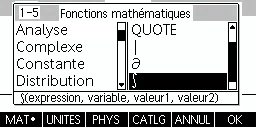 1-5 Fonctions mathématiques
Analyse QUOTE
Complexe |
Constante ∂
Distribution ∫
∫(expression, variable, valeur1, valeur2)
MAT• UNITES PHYS CATLG ANNUL OK